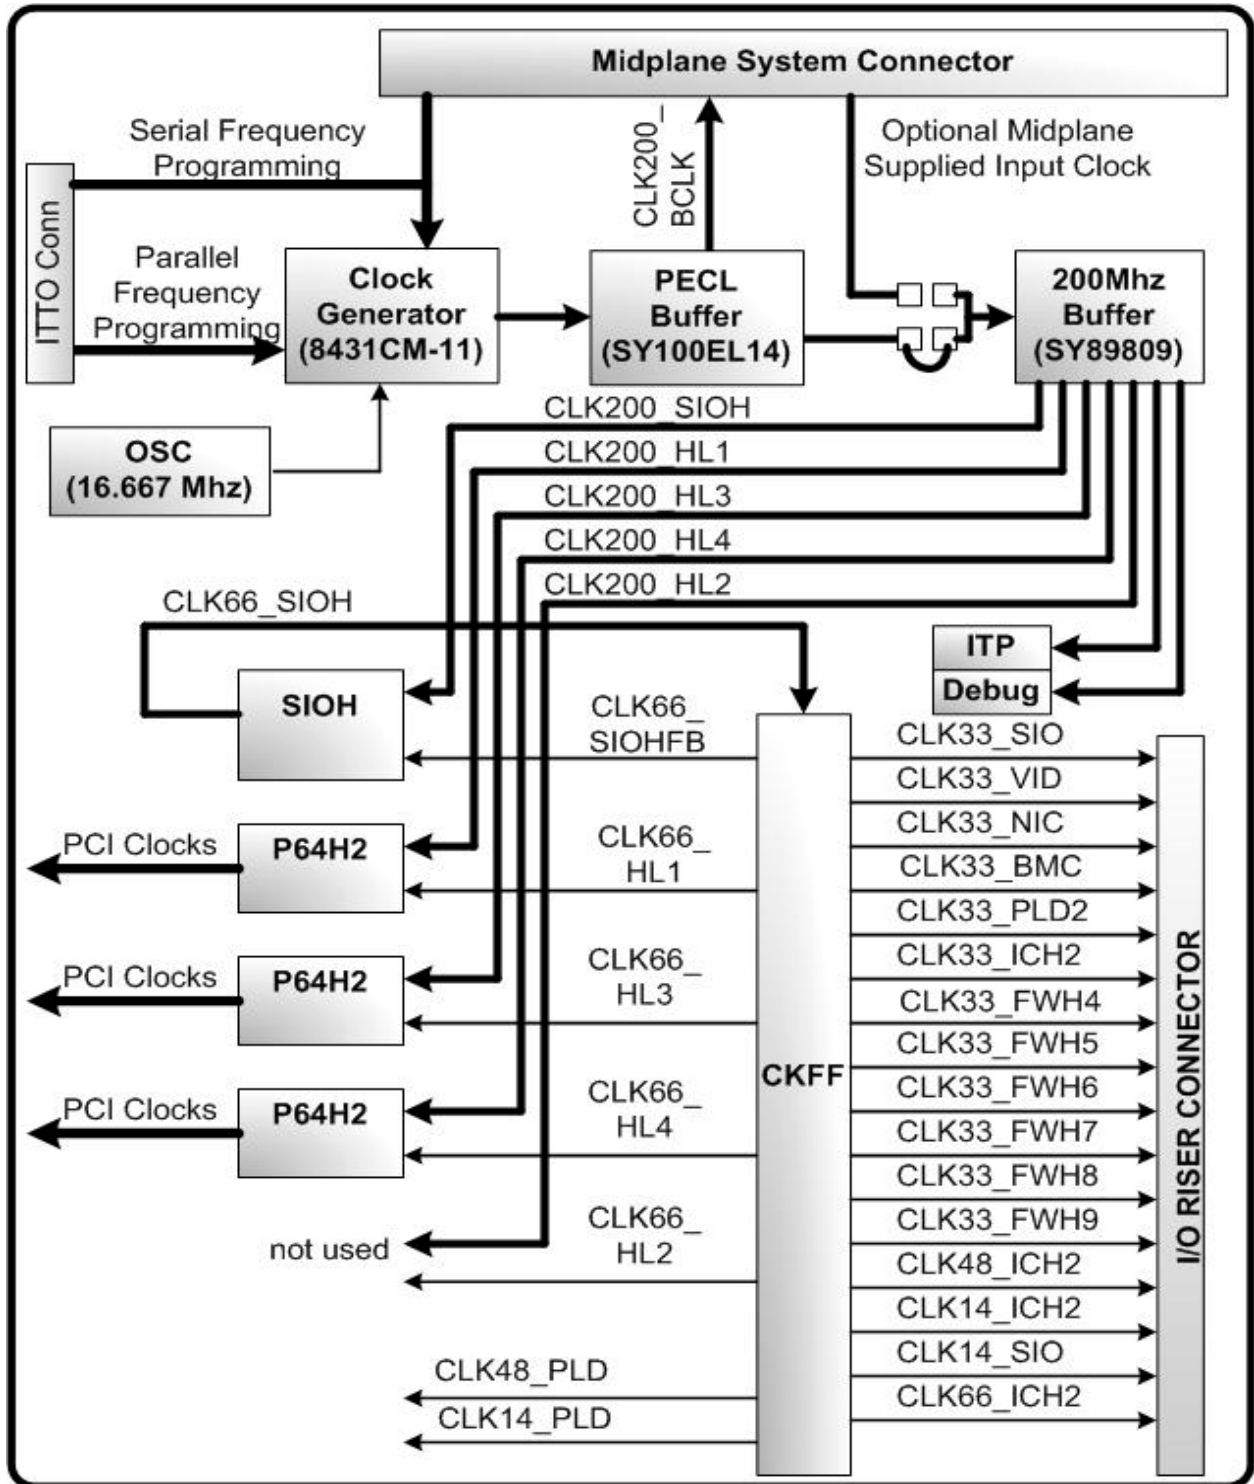 Midplane System Connector
Serial Frequency
Programming
CLK200_
BCLK
Optional Midplane
Supplied Input Clock
ITTO Conn
Parallel
Frequency
Programming
Clock
Generator
(8431CM-11)
PECL
Buffer
(SY100EL14)
200Mhz
Buffer
(SY89809)
OSC
(16.667 Mhz)
CLK200_SIOH
CLK200_HL1
CLK200_HL3
CLK200_HL4
CLK200_HL2
CLK66_SIOH
ITP
Debug
SIOH
CLK66_
SIOHFB
PCI Clocks
P64H2
CLK66_
HL1
PCI Clocks
P64H2
CLK66_
HL3
PCI Clocks
P64H2
CLK66_
HL4
not used
CLK66_
HL2
CLK48_PLD
CLK14_PLD
CKFF
CLK33_SIO
CLK33_VID
CLK33_NIC
CLK33_BMC
CLK33_PLD2
CLK33_ICH2
CLK33_FWH4
CLK33_FWH5
CLK33_FWH6
CLK33_FWH7
CLK33_FWH8
CLK33_FWH9
CLK48_ICH2
CLK14_ICH2
CLK14_SIO
CLK66_ICH2
I/O RISER CONNECTOR